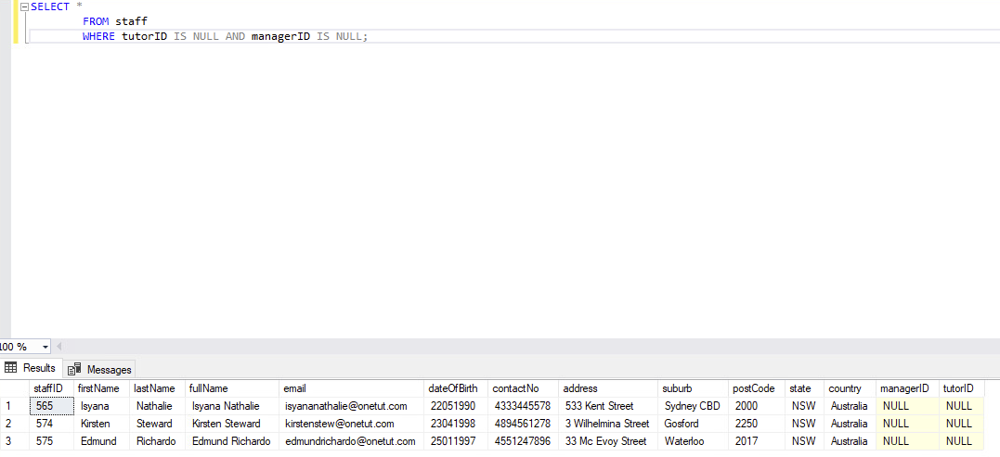 SELECT *
FROM staff
WHERE tutorID IS NULL AND managerID IS NULL;
100 %
Results Messages
staffID firstName lastName fullName email dateOfBirth contactNo address suburb postCode state country managerID tutorID
1 565 Isyana Nathalie Isyana Nathalie isyananathalie@onetut.com 22051990 4333445578 533 Kent Street Sydney CBD 2000 NSW Australia NULL NULL
2 574 Kirsten Steward Kirsten Steward kirstenstew@onetut.com 23041998 4894561278 3 Wilhelmina Street Gosford 2250 NSW Australia NULL NULL
3 575 Edmund Richardo Edmund Richardo edmundrichardo@onetut.com 25011997 4551247896 33 Mc Evoy Street Waterloo 2017 NSW Australia NULL NULL